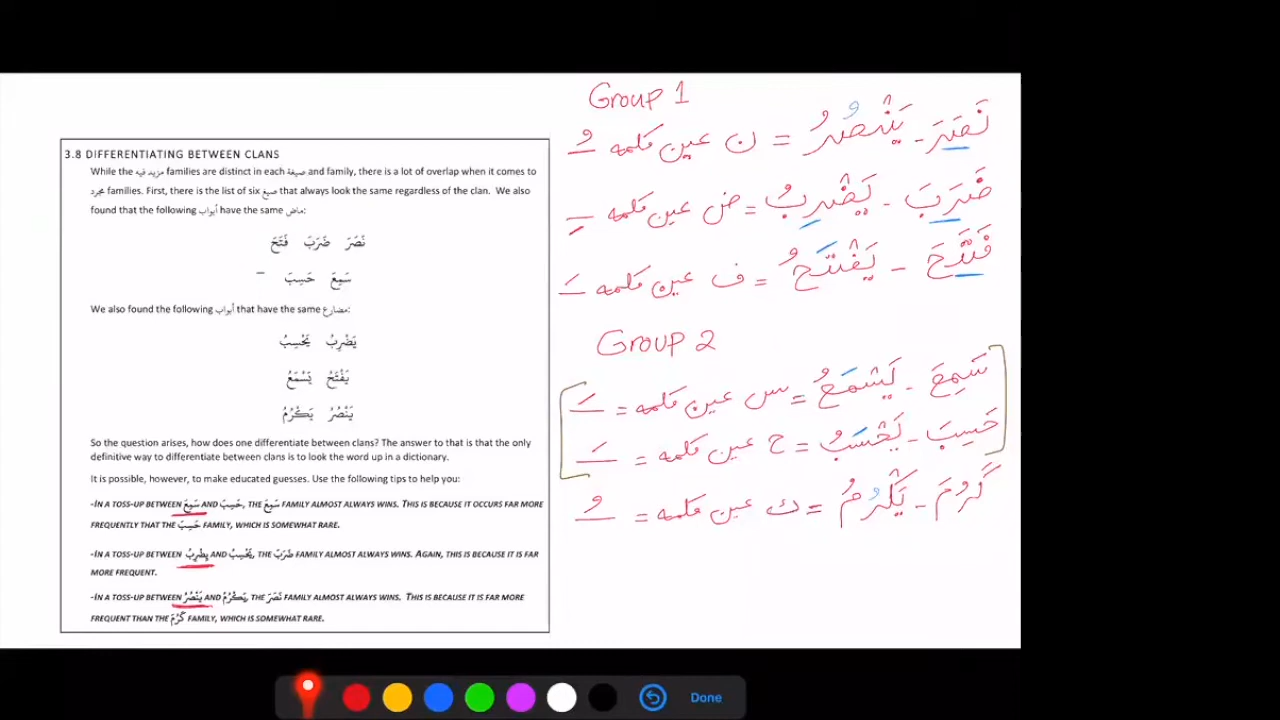 3.8 DIFFERENTIATING BETWEEN CLANS
While the مزيد فيه families are distinct in each صيغة and family, there is a lot of overlap when it comes to
مجرد families. First, there is the list of six صيغ that always look the same regardless of the clan. We also
found that the following أبواب have the same ماض:
نَصَرَ ضَرَبَ فَتَحَ
سَمِعَ حَسِبَ
We also found the following أبواب that have the same مضارع:
يَضْرِبُ يَحْسِبُ
يَفْتَحُ يَسْمَعُ
يَنْصُرُ يَكْرُمُ
So the question arises, how does one differentiate between clans? The answer to that is that the only
definitive way to differentiate between clans is to look the word up in a dictionary.
It is possible, however, to make educated guesses. Use the following tips to help you:
-IN A TOSS-UP BETWEEN سَمِعَ AND حَسِبَ, THE سَمِعَ FAMILY ALMOST ALWAYS WINS. THIS IS BECAUSE IT OCCURS FAR MORE
FREQUENTLY THAT THE حَسِبَ FAMILY, WHICH IS SOMEWHAT RARE.
-IN A TOSS-UP BETWEEN يضْرِبُ AND يَحْسِبُ, THE ضَرَبَ FAMILY ALMOST ALWAYS WINS. AGAIN, THIS IS BECAUSE IT IS FAR
MORE FREQUENT.
-IN A TOSS-UP BETWEEN يَنْصُرُ AND يَكْرُمُ, THE نَصَرَ FAMILY ALMOST ALWAYS WINS. THIS IS BECAUSE IT IS FAR MORE
FREQUENT THAN THE كَرُمَ FAMILY, WHICH IS SOMEWHAT RARE.
Group 1
نَصَرَ - يَنْصُرُ = ن عين كلمه ـُ
ضَرَبَ - يَضْرِبُ = ض عين كلمه ـِ
فَتَحَ - يَفْتَحُ = ف عين كلمه ـَ
Group 2
سَمِعَ - يَسْمَعُ = س عين كلمه = ـَ
حَسِبَ - يَحْسَبُ = ح عين كلمه = ـَ
كَرُمَ - يَكْرُمُ = ك عين كلمه = ـُ
Done